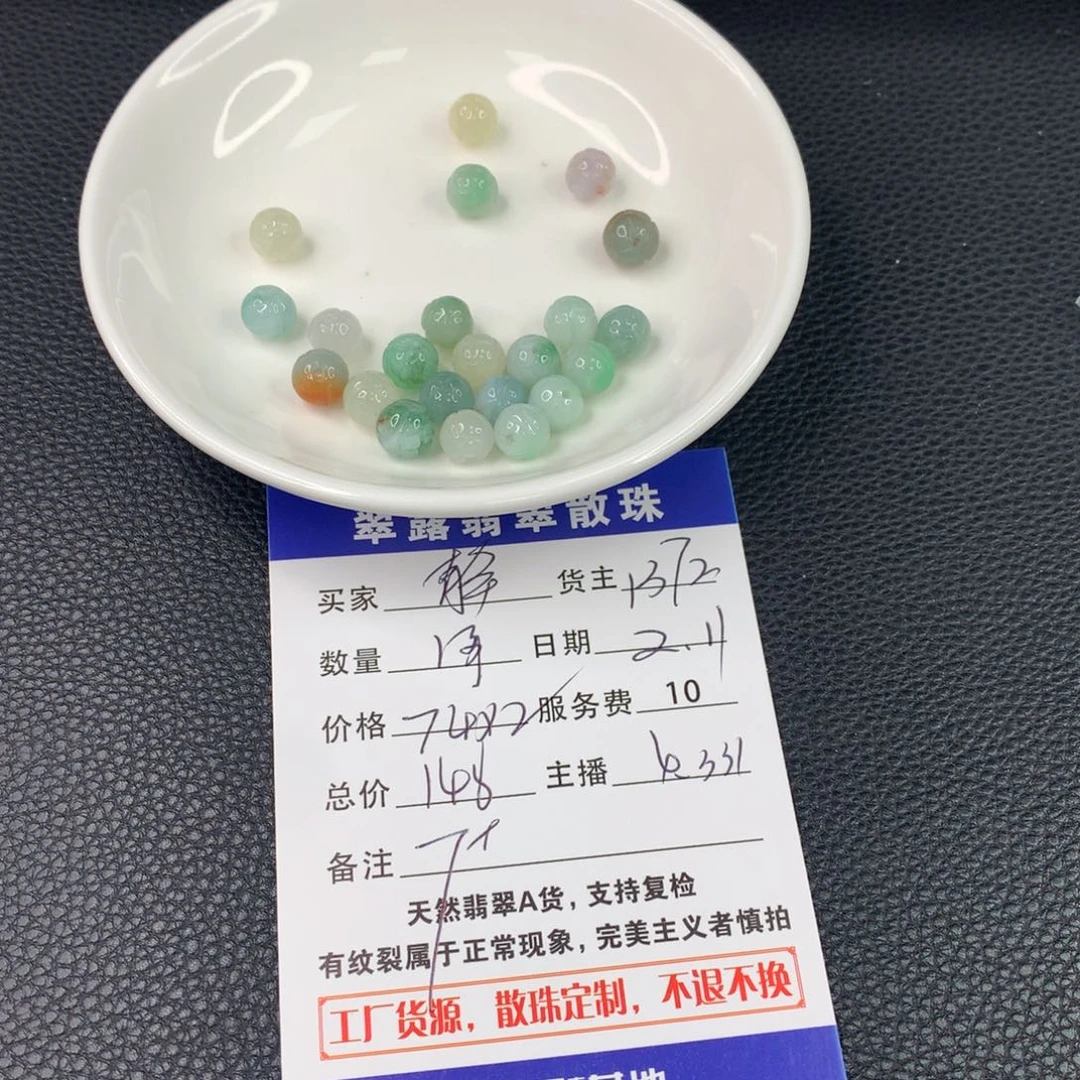 翠露翡翠散珠
买家 静 货主 1372
数量 日期 2.11
价格 服务费 10
总价 148 主播
备注
天然翡翠A货，支持复检
有纹裂属于正常现象，完美主义者慎拍
工厂货源，散珠定制，不退不换